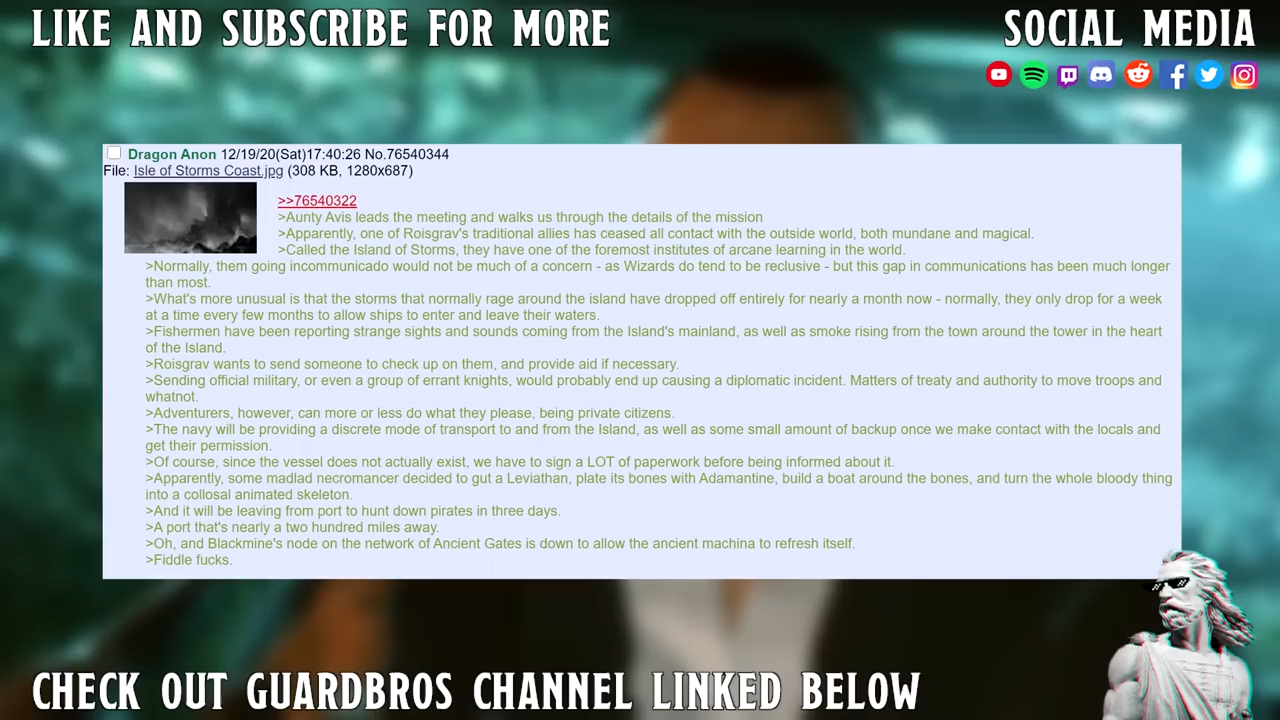 LIKE AND SUBSCRIBE FOR MORE
SOCIAL MEDIA
Dragon Anon 12/19/20(Sat)17:40:26 No.76540344
File: Isle of Storms Coast.jpg (308 KB, 1280x687)
>>76540322
>Aunty Avis leads the meeting and walks us through the details of the mission
>Apparently, one of Roisgrav's traditional allies has ceased all contact with the outside world, both mundane and magical.
>Called the Island of Storms, they have one of the foremost institutes of arcane learning in the world.
>Normally, them going incommunicado would not be much of a concern - as Wizards do tend to be reclusive - but this gap in communications has been much longer
than most.
>What's more unusual is that the storms that normally rage around the island have dropped off entirely for nearly a month now - normally, they only drop for a week
at a time every few months to allow ships to enter and leave their waters.
>Fishermen have been reporting strange sights and sounds coming from the Island's mainland, as well as smoke rising from the town around the tower in the heart
of the Island.
>Roisgrav wants to send someone to check up on them, and provide aid if necessary.
>Sending official military, or even a group of errant knights, would probably end up causing a diplomatic incident. Matters of treaty and authority to move troops and
whatnot.
>Adventurers, however, can more or less do what they please, being private citizens.
>The navy will be providing a discrete mode of transport to and from the Island, as well as some small amount of backup once we make contact with the locals and
get their permission.
>Of course, since the vessel does not actually exist, we have to sign a LOT of paperwork before being informed about it.
>Apparently, some madlad necromancer decided to gut a Leviathan, plate its bones with Adamantine, build a boat around the bones, and turn the whole bloody thing
into a collosal animated skeleton.
>And it will be leaving from port to hunt down pirates in three days.
>A port that's nearly a two hundred miles away.
>Oh, and Blackmine's node on the network of Ancient Gates is down to allow the ancient machina to refresh itself.
>Fiddle fucks.
CHECK OUT GUARDBROS CHANNEL LINKED BELOW